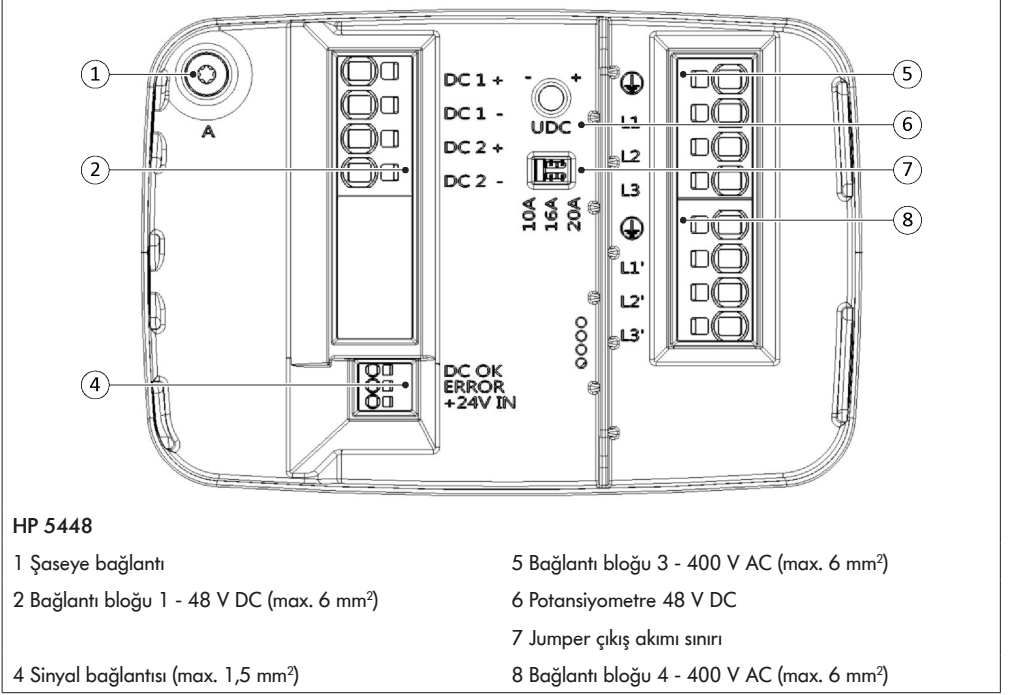 1
A
2
4
DC 1 +
DC 1 -
DC 2 +
DC 2 -
- +
UDC
10A
16A
20A
DC OK
ERROR
+24V IN
L1
L2
L3
L1'
L2'
L3'
5
6
7
8
HP 5448
1 Şaseye bağlantı
2 Bağlantı bloğu 1 - 48 V DC (max. 6 mm²)
4 Sinyal bağlantısı (max. 1,5 mm²)
5 Bağlantı bloğu 3 - 400 V AC (max. 6 mm²)
6 Potansiyometre 48 V DC
7 Jumper çıkış akımı sınırı
8 Bağlantı bloğu 4 - 400 V AC (max. 6 mm²)